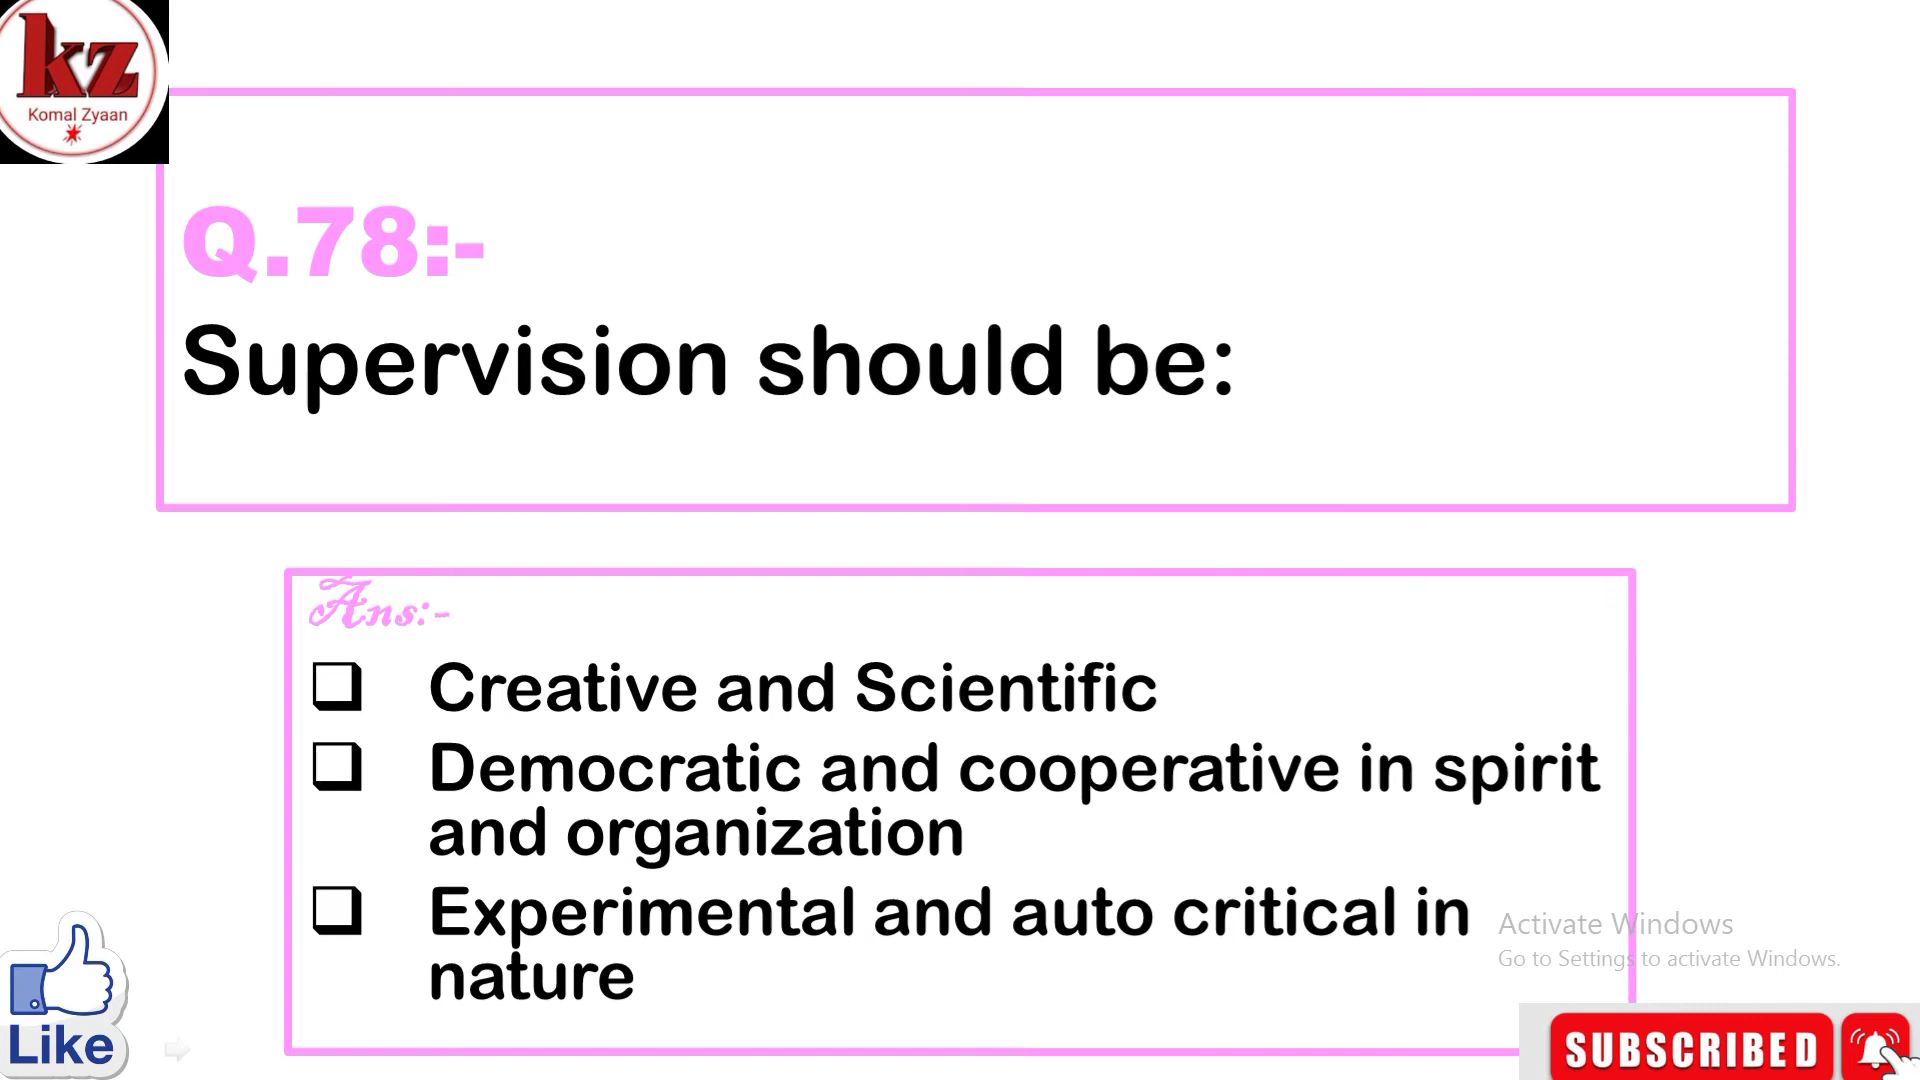 kz
Komal Zyaan
Q.78:-
Supervision should be:
Ans:-
❑ Creative and Scientific
❑ Democratic and cooperative in spirit
and organization
❑ Experimental and auto critical in
nature
Activate Windows
Go to Settings to activate Windows.
Like
SUBSCRIBED